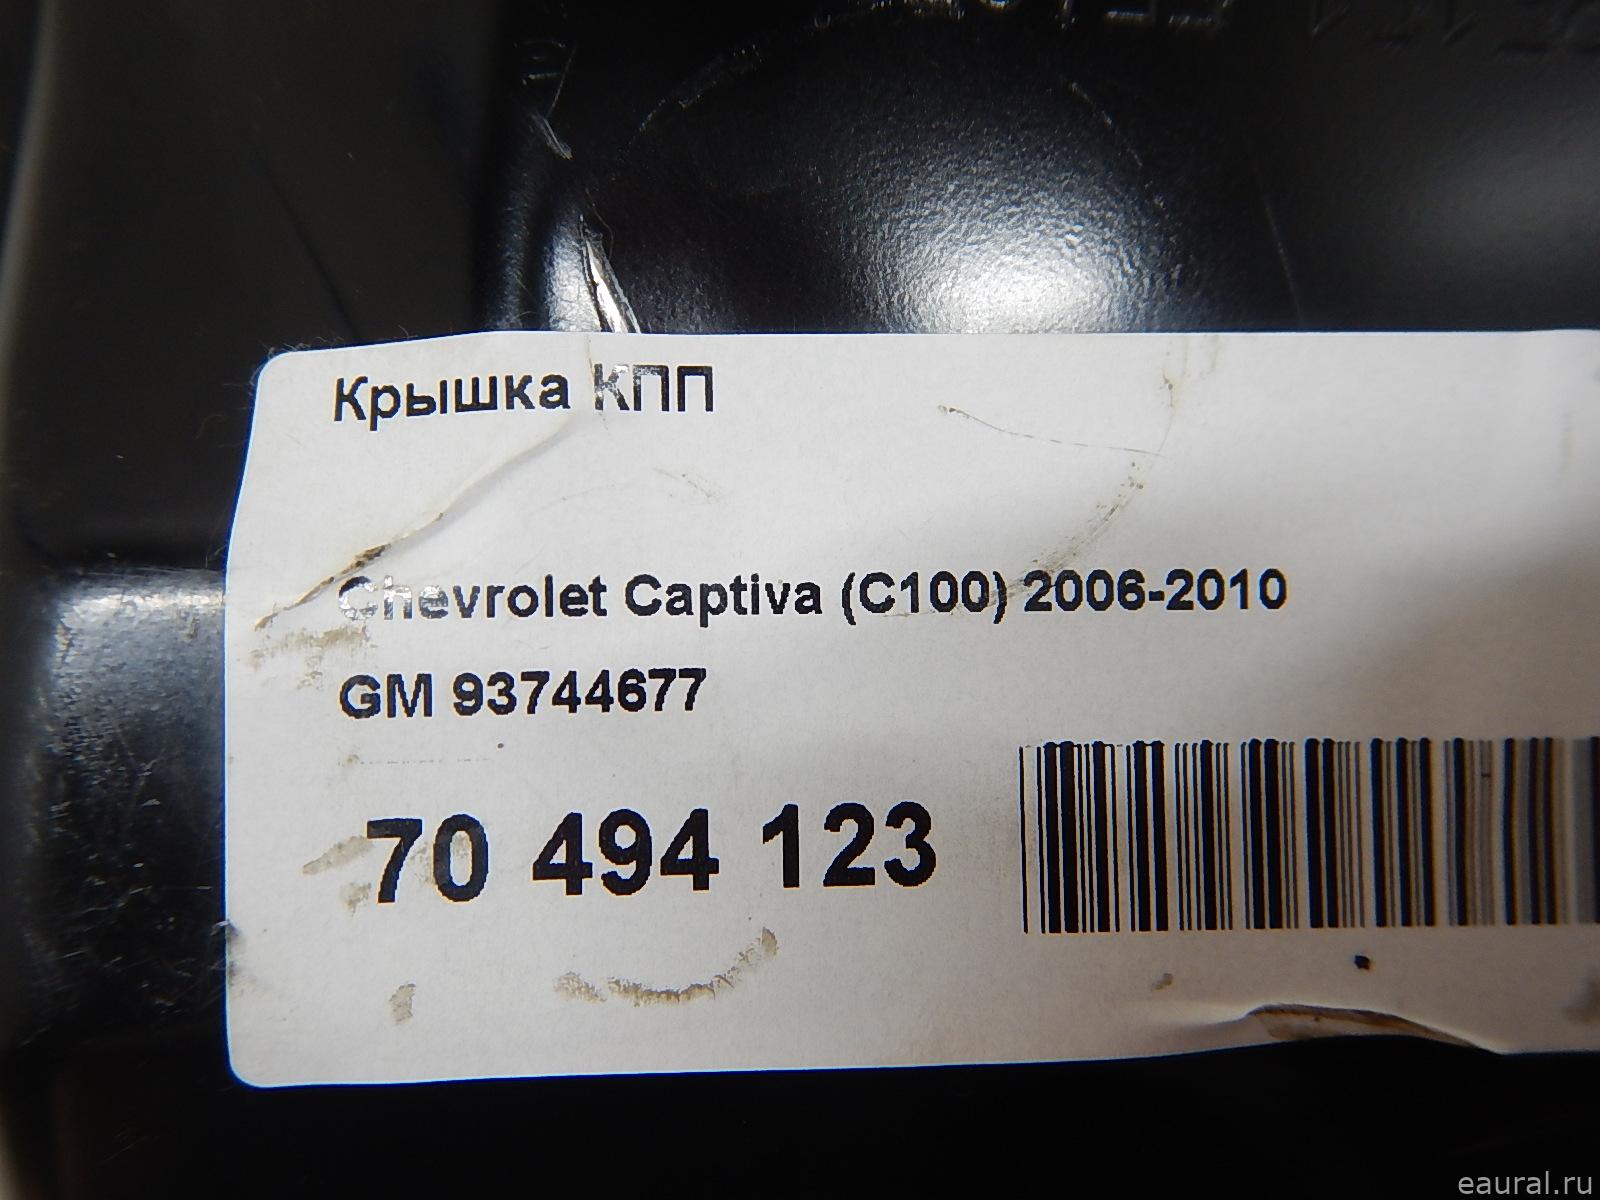 Крышка КПП
Chevrolet Captiva (C100) 2006-2010
GM 93744677
70 494 123
eaural.ru